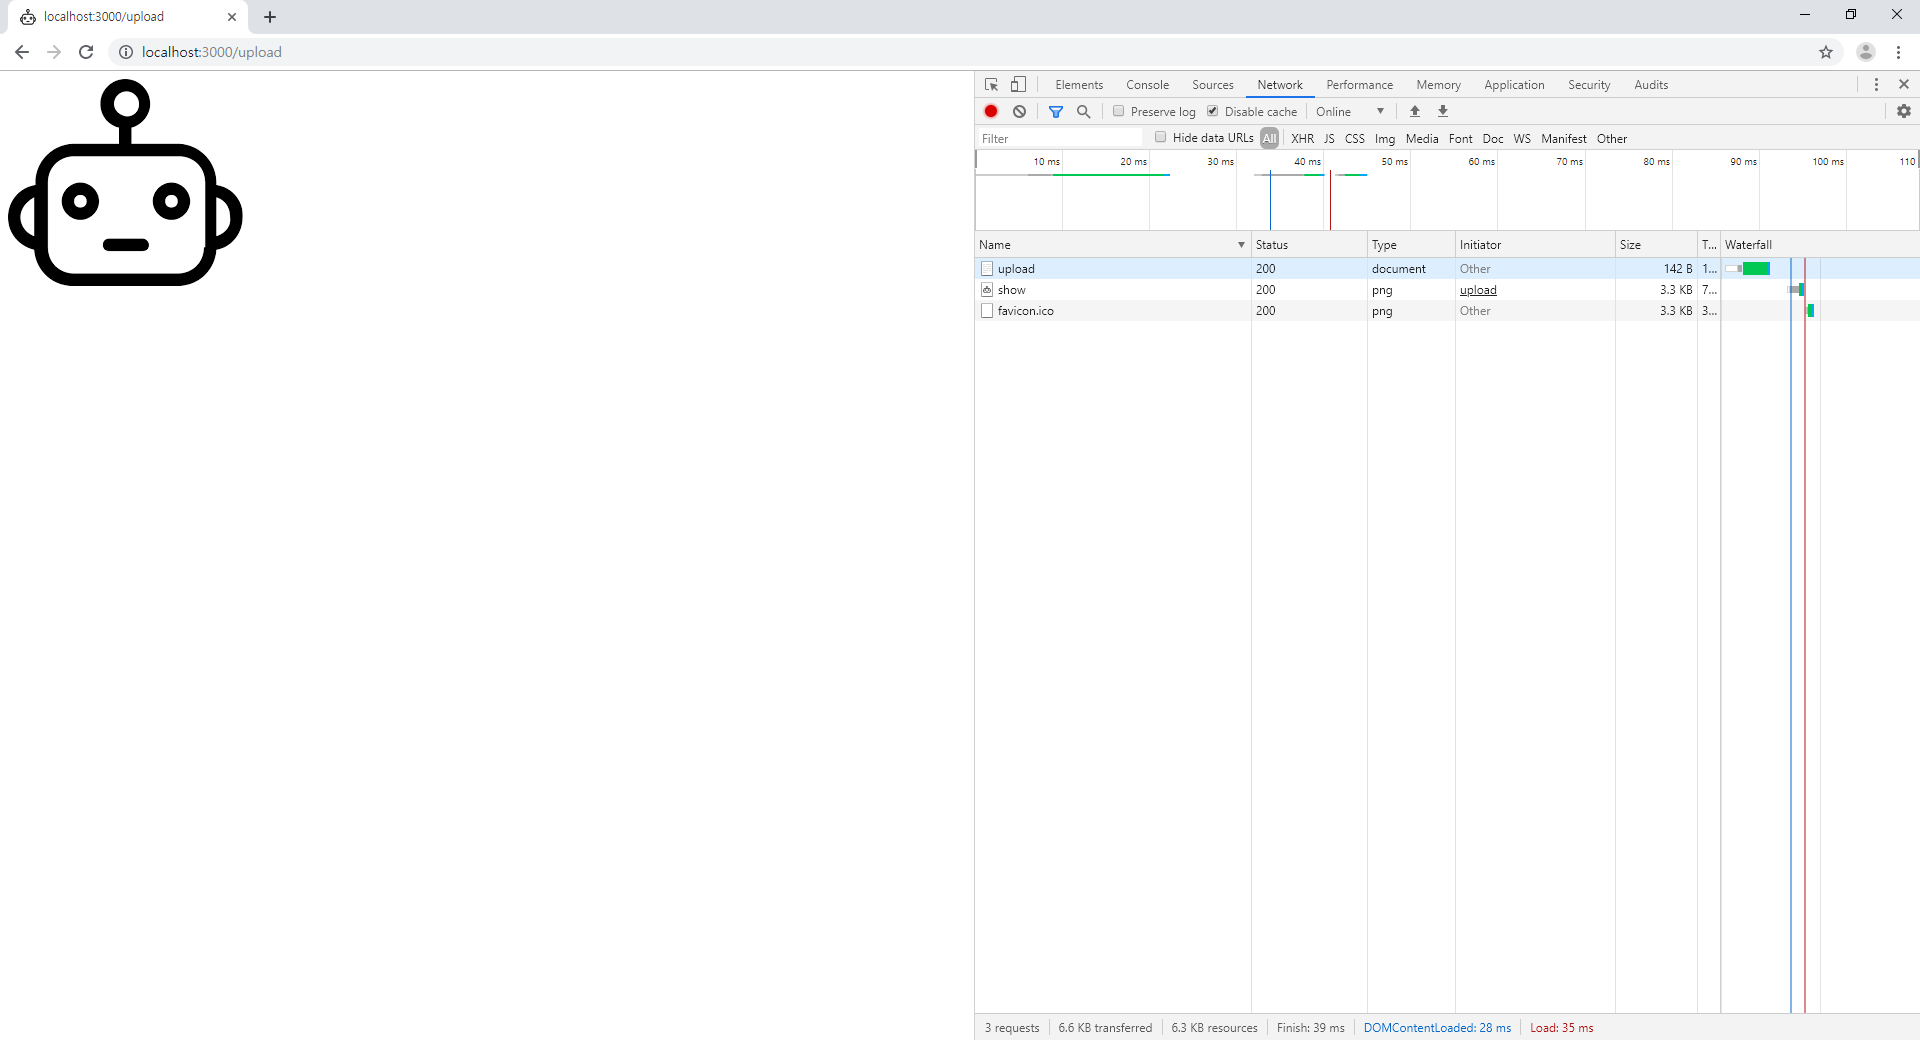 localhost:3000/upload
localhost:3000/upload
Elements Console Sources Network Performance Memory Application Security Audits
Preserve log Disable cache Online
Filter Hide data URLs All XHR JS CSS Img Media Font Doc WS Manifest Other
10 ms 20 ms 30 ms 40 ms 50 ms 60 ms 70 ms 80 ms 90 ms 100 ms 110
Name Status Type Initiator Size T... Waterfall
upload 200 document Other 142 B 1...
show 200 png upload 3.3 KB 7...
favicon.ico 200 png Other 3.3 KB 3...
3 requests 6.6 KB transferred 6.3 KB resources Finish: 39 ms DOMContentLoaded: 28 ms Load: 35 ms